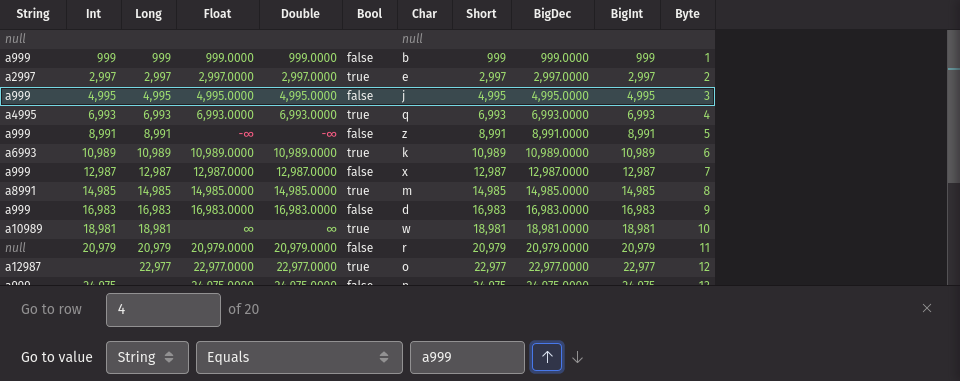 String Int Long Float Double Bool Char Short BigDec BigInt Byte
null null
a999 999 999 999.0000 999.0000 false b 999 999.0000 999 1
a2997 2,997 2,997 2,997.0000 2,997.0000 true e 2,997 2,997.0000 2,997 2
a999 4,995 4,995 4,995.0000 4,995.0000 false j 4,995 4,995.0000 4,995 3
a4995 6,993 6,993 6,993.0000 6,993.0000 true q 6,993 6,993.0000 6,993 4
a999 8,991 8,991 -∞ -∞ false z 8,991 8,991.0000 8,991 5
a6993 10,989 10,989 10,989.0000 10,989.0000 true k 10,989 10,989.0000 10,989 6
a999 12,987 12,987 12,987.0000 12,987.0000 false x 12,987 12,987.0000 12,987 7
a8991 14,985 14,985 14,985.0000 14,985.0000 true m 14,985 14,985.0000 14,985 8
a999 16,983 16,983 16,983.0000 16,983.0000 false d 16,983 16,983.0000 16,983 9
a10989 18,981 18,981 ∞ ∞ true w 18,981 18,981.0000 18,981 10
null 20,979 20,979 20,979.0000 20,979.0000 false r 20,979 20,979.0000 20,979 11
a12987 22,977 22,977.0000 22,977.0000 true o 22,977 22,977.0000 22,977 12
Go to row 4 of 20
Go to value String Equals a999